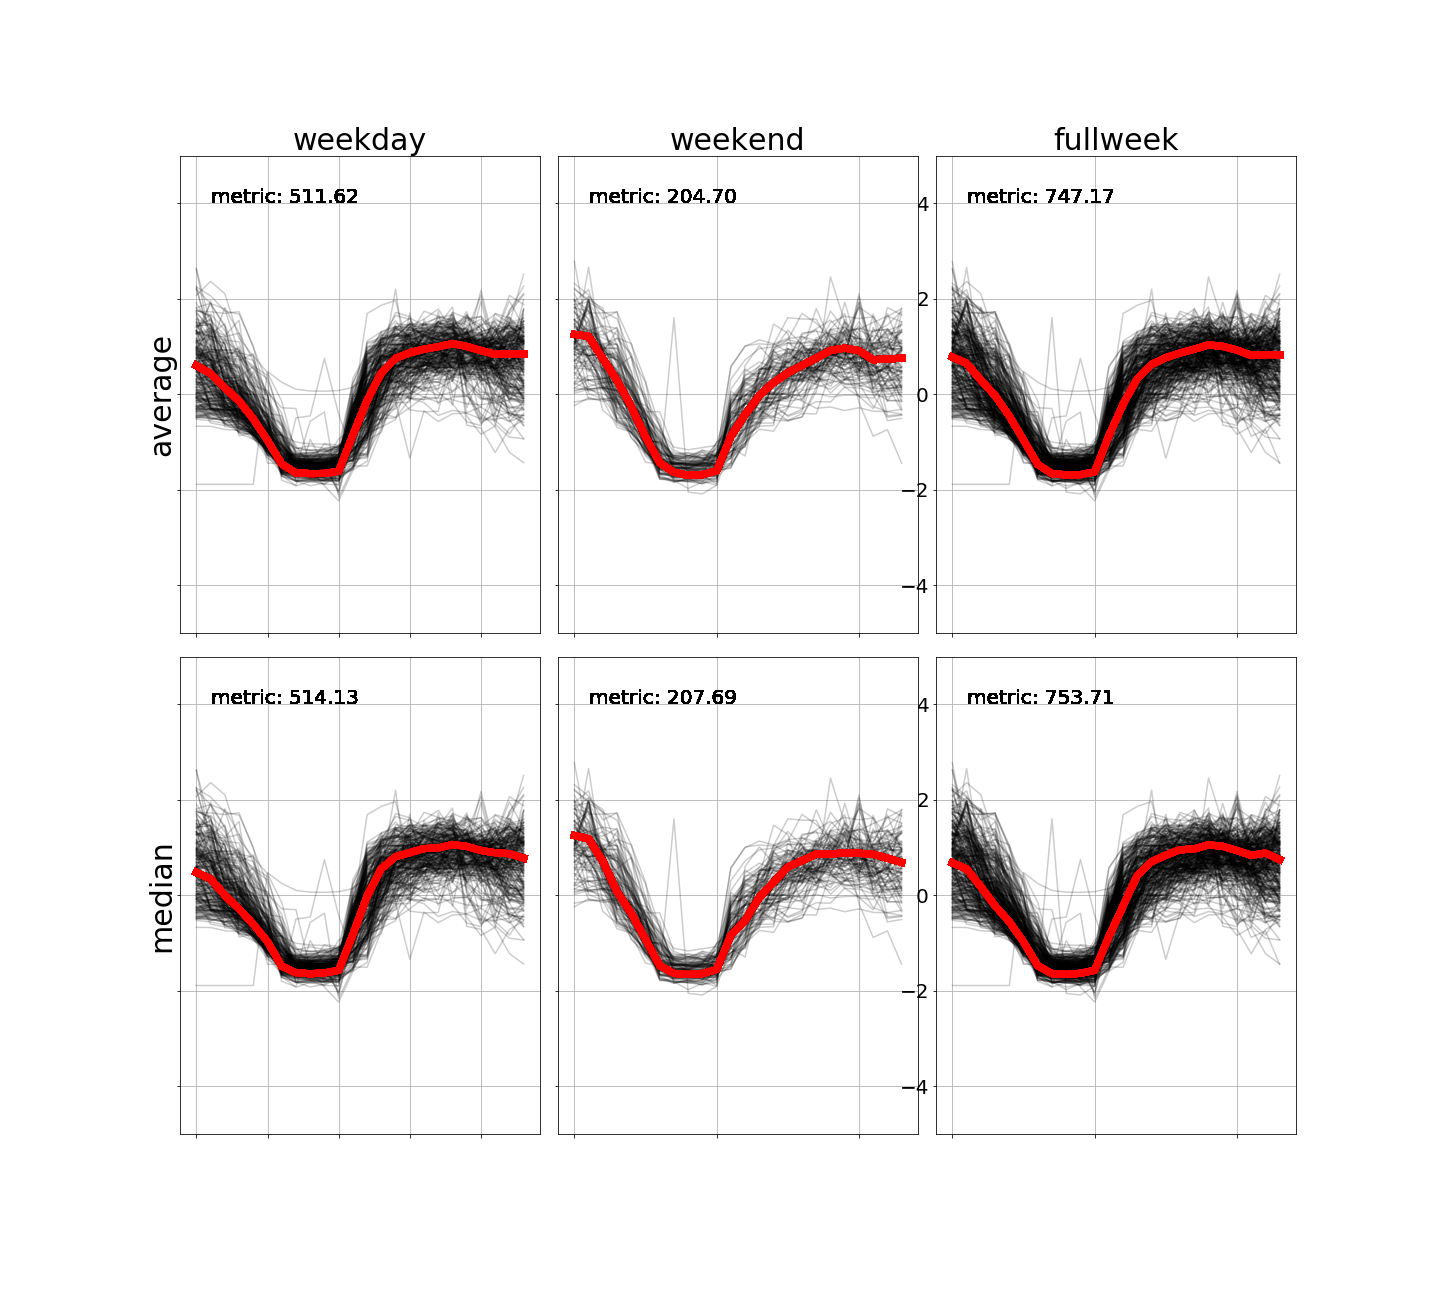 weekday
weekend
fullweek
average
metric: 511.62
metric: 204.70
metric: 747.17
4
2
0
−2
−4
median
metric: 514.13
metric: 207.69
metric: 753.71
4
2
0
−2
−4